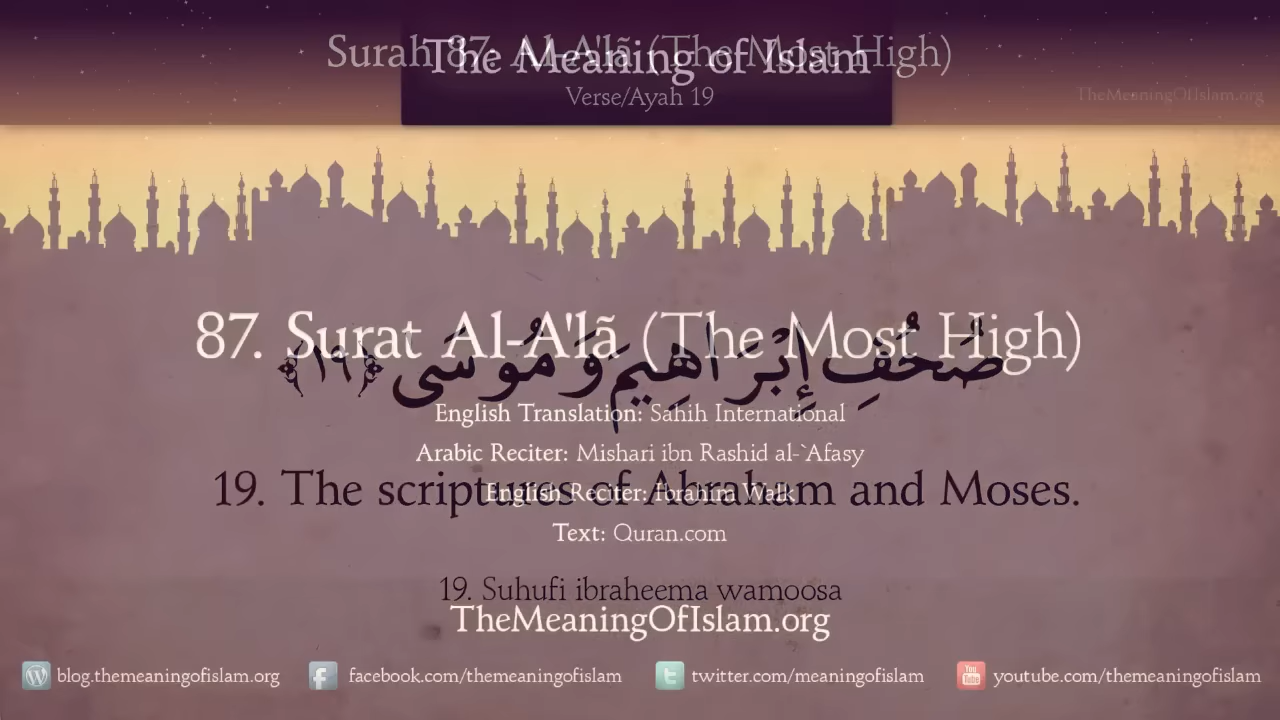 Surah 87: Al-A'lã (The Most High)
The Meaning of Islam
Verse/Ayah 19
TheMeaningOfIslam.org
87. Surat Al-A'lã (The Most High)
صُحُفِ إِبْرَاهِيمَ وَمُوسَى ﴿١٩﴾
English Translation: Sahih International
Arabic Reciter: Mishari ibn Rashid al-`Afasy
19. The scriptures of Abraham and Moses.
English Reciter: Ibrahim Walk
Text: Quran.com
19. Suhufi ibraheema wamoosa
TheMeaningOfIslam.org
blog.themeaningofislam.org
facebook.com/themeaningofislam
twitter.com/meaningofislam
You Tube
youtube.com/themeaningofislam